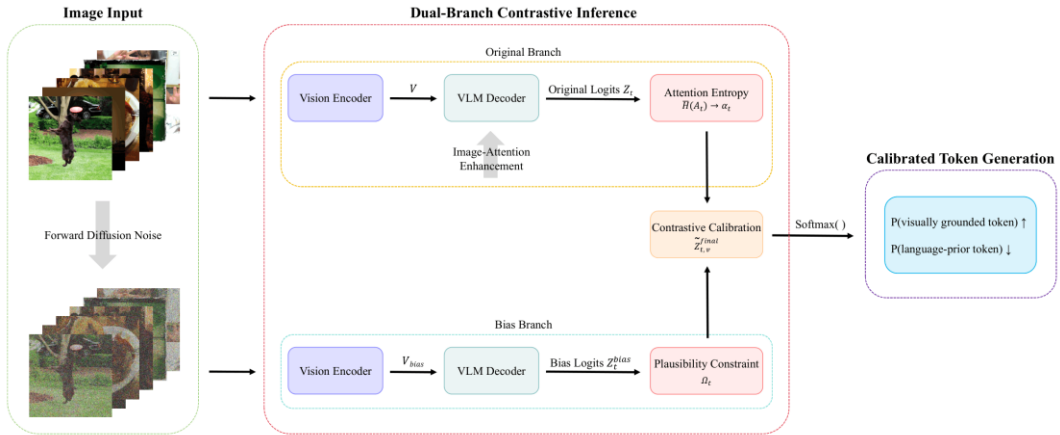 Image Input
Dual-Branch Contrastive Inference
Original Branch
Vision Encoder
V
VLM Decoder
Original Logits Z_t
Attention Entropy
H̄(A_t) → α_t
Image-Attention
Enhancement
Forward Diffusion Noise
Contrastive Calibration
Z̃_{t,v}^{final}
Softmax( )
Calibrated Token Generation
P(visually grounded token) ↑
P(language-prior token) ↓
Bias Branch
Vision Encoder
V_{bias}
VLM Decoder
Bias Logits Z_t^{bias}
Plausibility Constraint
Ω_t